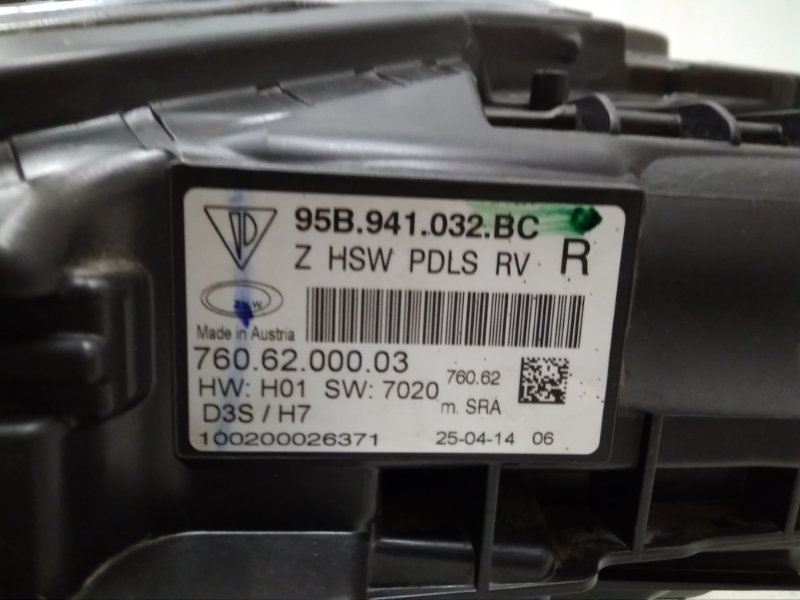 95B.941.032.BC
Z HSW PDLS RV R
ZKW
Made in Austria
760.62.000.03
760.62
HW: H01 SW: 7020
m. SRA
D3S / H7
100200026371 25-04-14 06